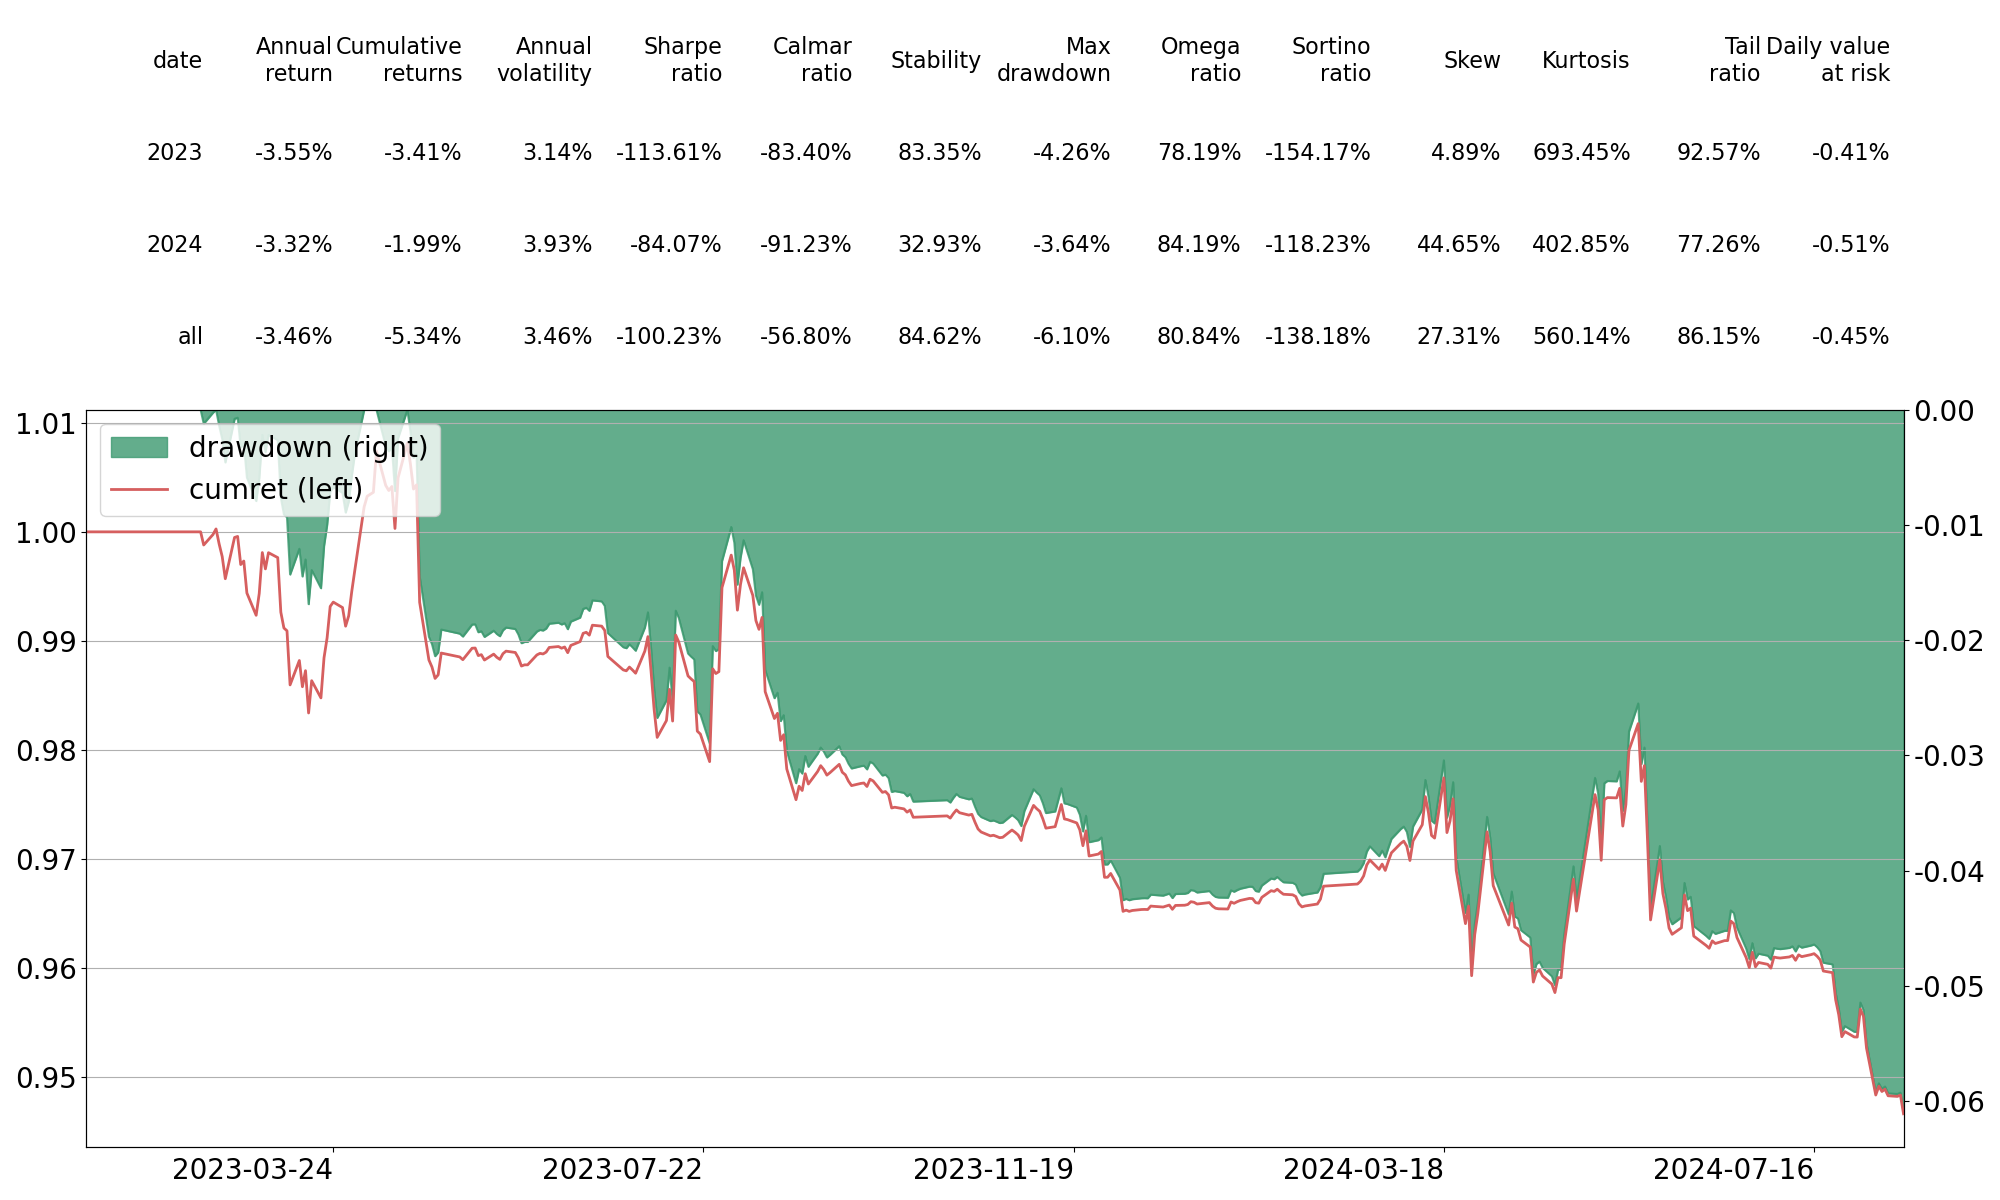 date Annual return Cumulative returns Annual volatility Sharpe ratio Calmar ratio Stability Max drawdown Omega ratio Sortino ratio Skew Kurtosis Tail ratio Daily value at risk
2023 -3.55% -3.41% 3.14% -113.61% -83.40% 83.35% -4.26% 78.19% -154.17% 4.89% 693.45% 92.57% -0.41%
2024 -3.32% -1.99% 3.93% -84.07% -91.23% 32.93% -3.64% 84.19% -118.23% 44.65% 402.85% 77.26% -0.51%
all -3.46% -5.34% 3.46% -100.23% -56.80% 84.62% -6.10% 80.84% -138.18% 27.31% 560.14% 86.15% -0.45%
drawdown (right)
cumret (left)
1.01
1.00
0.99
0.98
0.97
0.96
0.95
0.00
-0.01
-0.02
-0.03
-0.04
-0.05
-0.06
2023-03-24 2023-07-22 2023-11-19 2024-03-18 2024-07-16